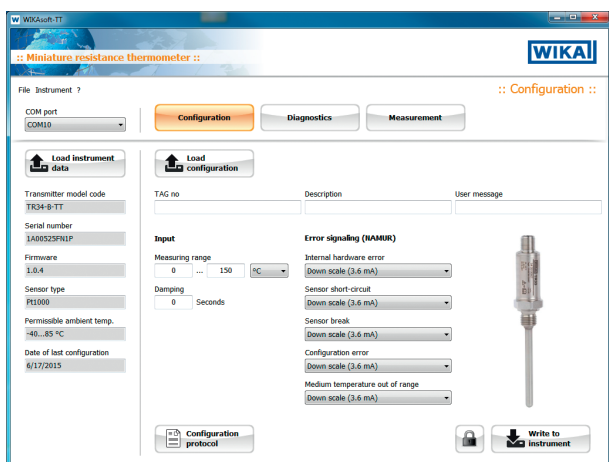 WIKAsoft-TT
:: Miniature resistance thermometer ::
WIKA
File Instrument ?
:: Configuration ::
COM port
COM10
Configuration
Diagnostics
Measurement
Load instrument
data
Load
configuration
Transmitter model code
TR34-B-TT
Serial number
1A00525FN1P
Firmware
1.0.4
Sensor type
Pt1000
Permissible ambient temp.
-40...85 °C
Date of last configuration
6/17/2015
TAG no
Description
User message
Input
Measuring range
0 ... 150 °C
Damping
0 Seconds
Error signaling (NAMUR)
Internal hardware error
Down scale (3.6 mA)
Sensor short-circuit
Down scale (3.6 mA)
Sensor break
Down scale (3.6 mA)
Configuration error
Down scale (3.6 mA)
Medium temperature out of range
Down scale (3.6 mA)
Configuration
protocol
Write to
instrument